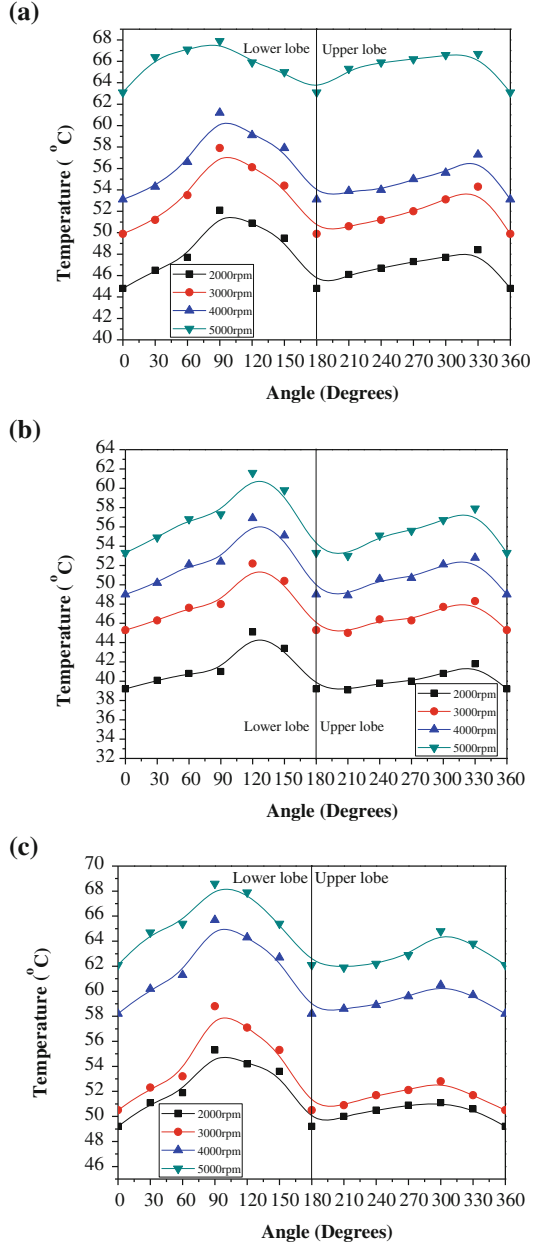 (a)
Lower lobe
Upper lobe
68
66
64
62
60
58
56
54
52
50
48
46
44
42
40
Temperature ( °C)
2000rpm
3000rpm
4000rpm
5000rpm
0 30 60 90 120 150 180 210 240 270 300 330 360
Angle (Degrees)
(b)
64
62
60
58
56
54
52
50
48
46
44
42
40
38
36
34
32
Temperature ( °C)
2000rpm
3000rpm
4000rpm
5000rpm
Lower lobe
Upper lobe
0 30 60 90 120 150 180 210 240 270 300 330 360
Angle (Degrees)
(c)
Lower lobe
Upper lobe
70
68
66
64
62
60
58
56
54
52
50
48
46
Temperature ( °C)
2000rpm
3000rpm
4000rpm
5000rpm
0 30 60 90 120 150 180 210 240 270 300 330 360
Angle (Degrees)